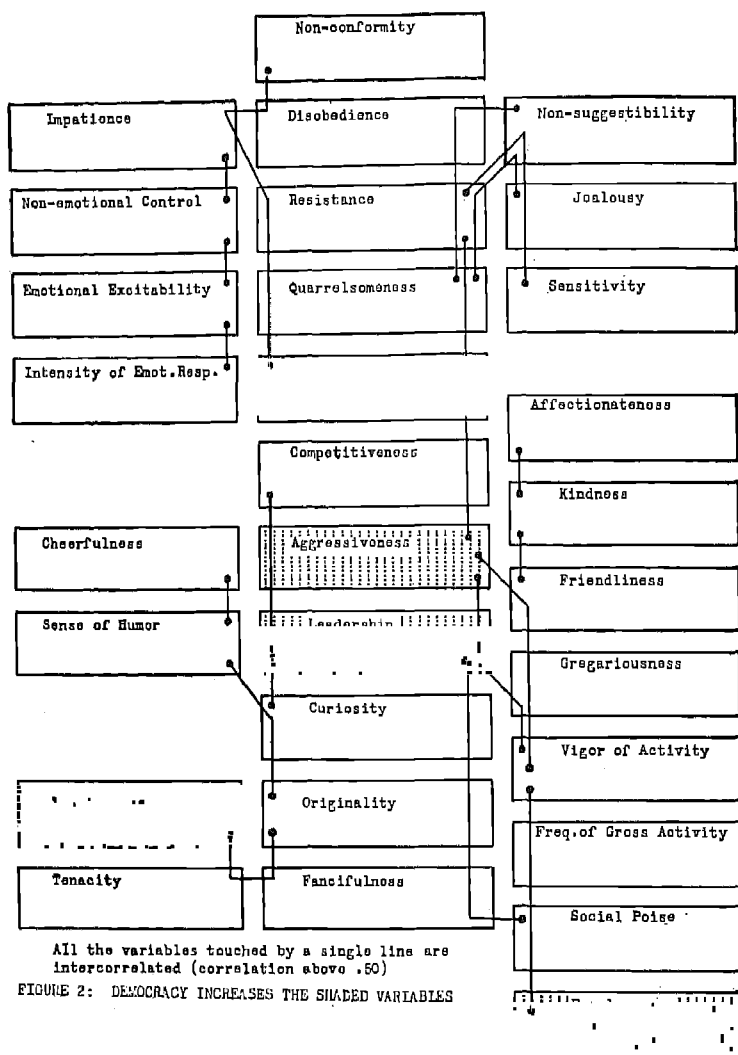 Non-conformity
Impatience
Disobedience
Non-suggestibility
Non-emotional Control
Resistance
Jealousy
Emotional Excitability
Quarrelsomeness
Sensitivity
Intensity of Emot.Resp.
Affectionateness
Competitiveness
Kindness
Cheerfulness
Aggressiveness
Friendliness
Sense of Humor
Leadership
Gregariousness
Curiosity
Vigor of Activity
Originality
Freq.of Gross Activity
Tenacity
Fancifulness
Social Poise
All the variables touched by a single line are
intercorrelated (correlation above .50)
FIGURE 2: DEMOCRACY INCREASES THE SHADED VARIABLES